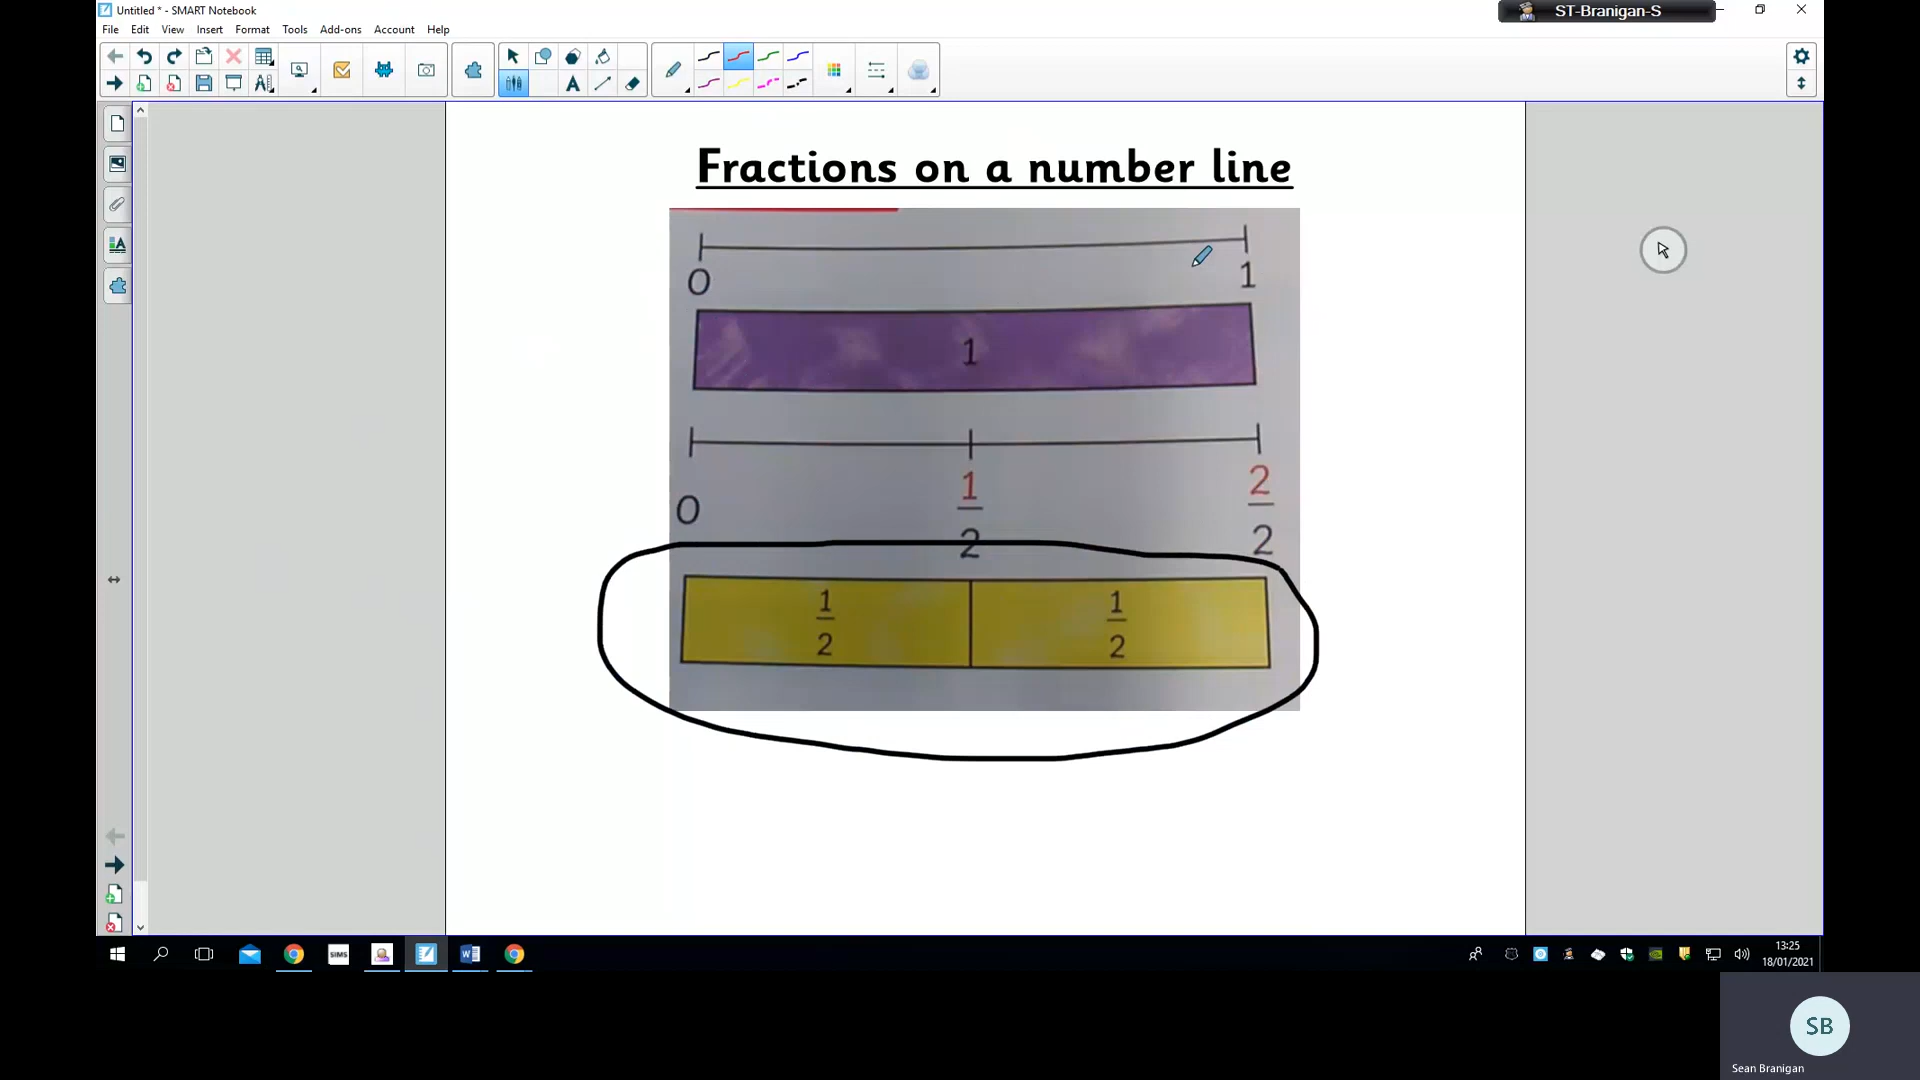 Untitled * - SMART Notebook
ST-Branigan-S
File Edit View Insert Format Tools Add-ons Account Help
Fractions on a number line
0 1
1
0 1/2 2/2
1/2 1/2
SIMS
13:25
18/01/2021
SB
Sean Branigan